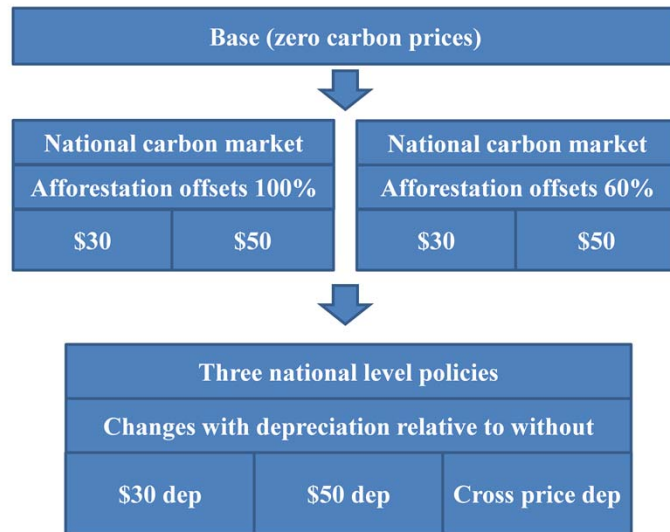 Base (zero carbon prices)
National carbon market
Afforestation offsets 100%
$30 $50
National carbon market
Afforestation offsets 60%
$30 $50
Three national level policies
Changes with depreciation relative to without
$30 dep $50 dep Cross price dep